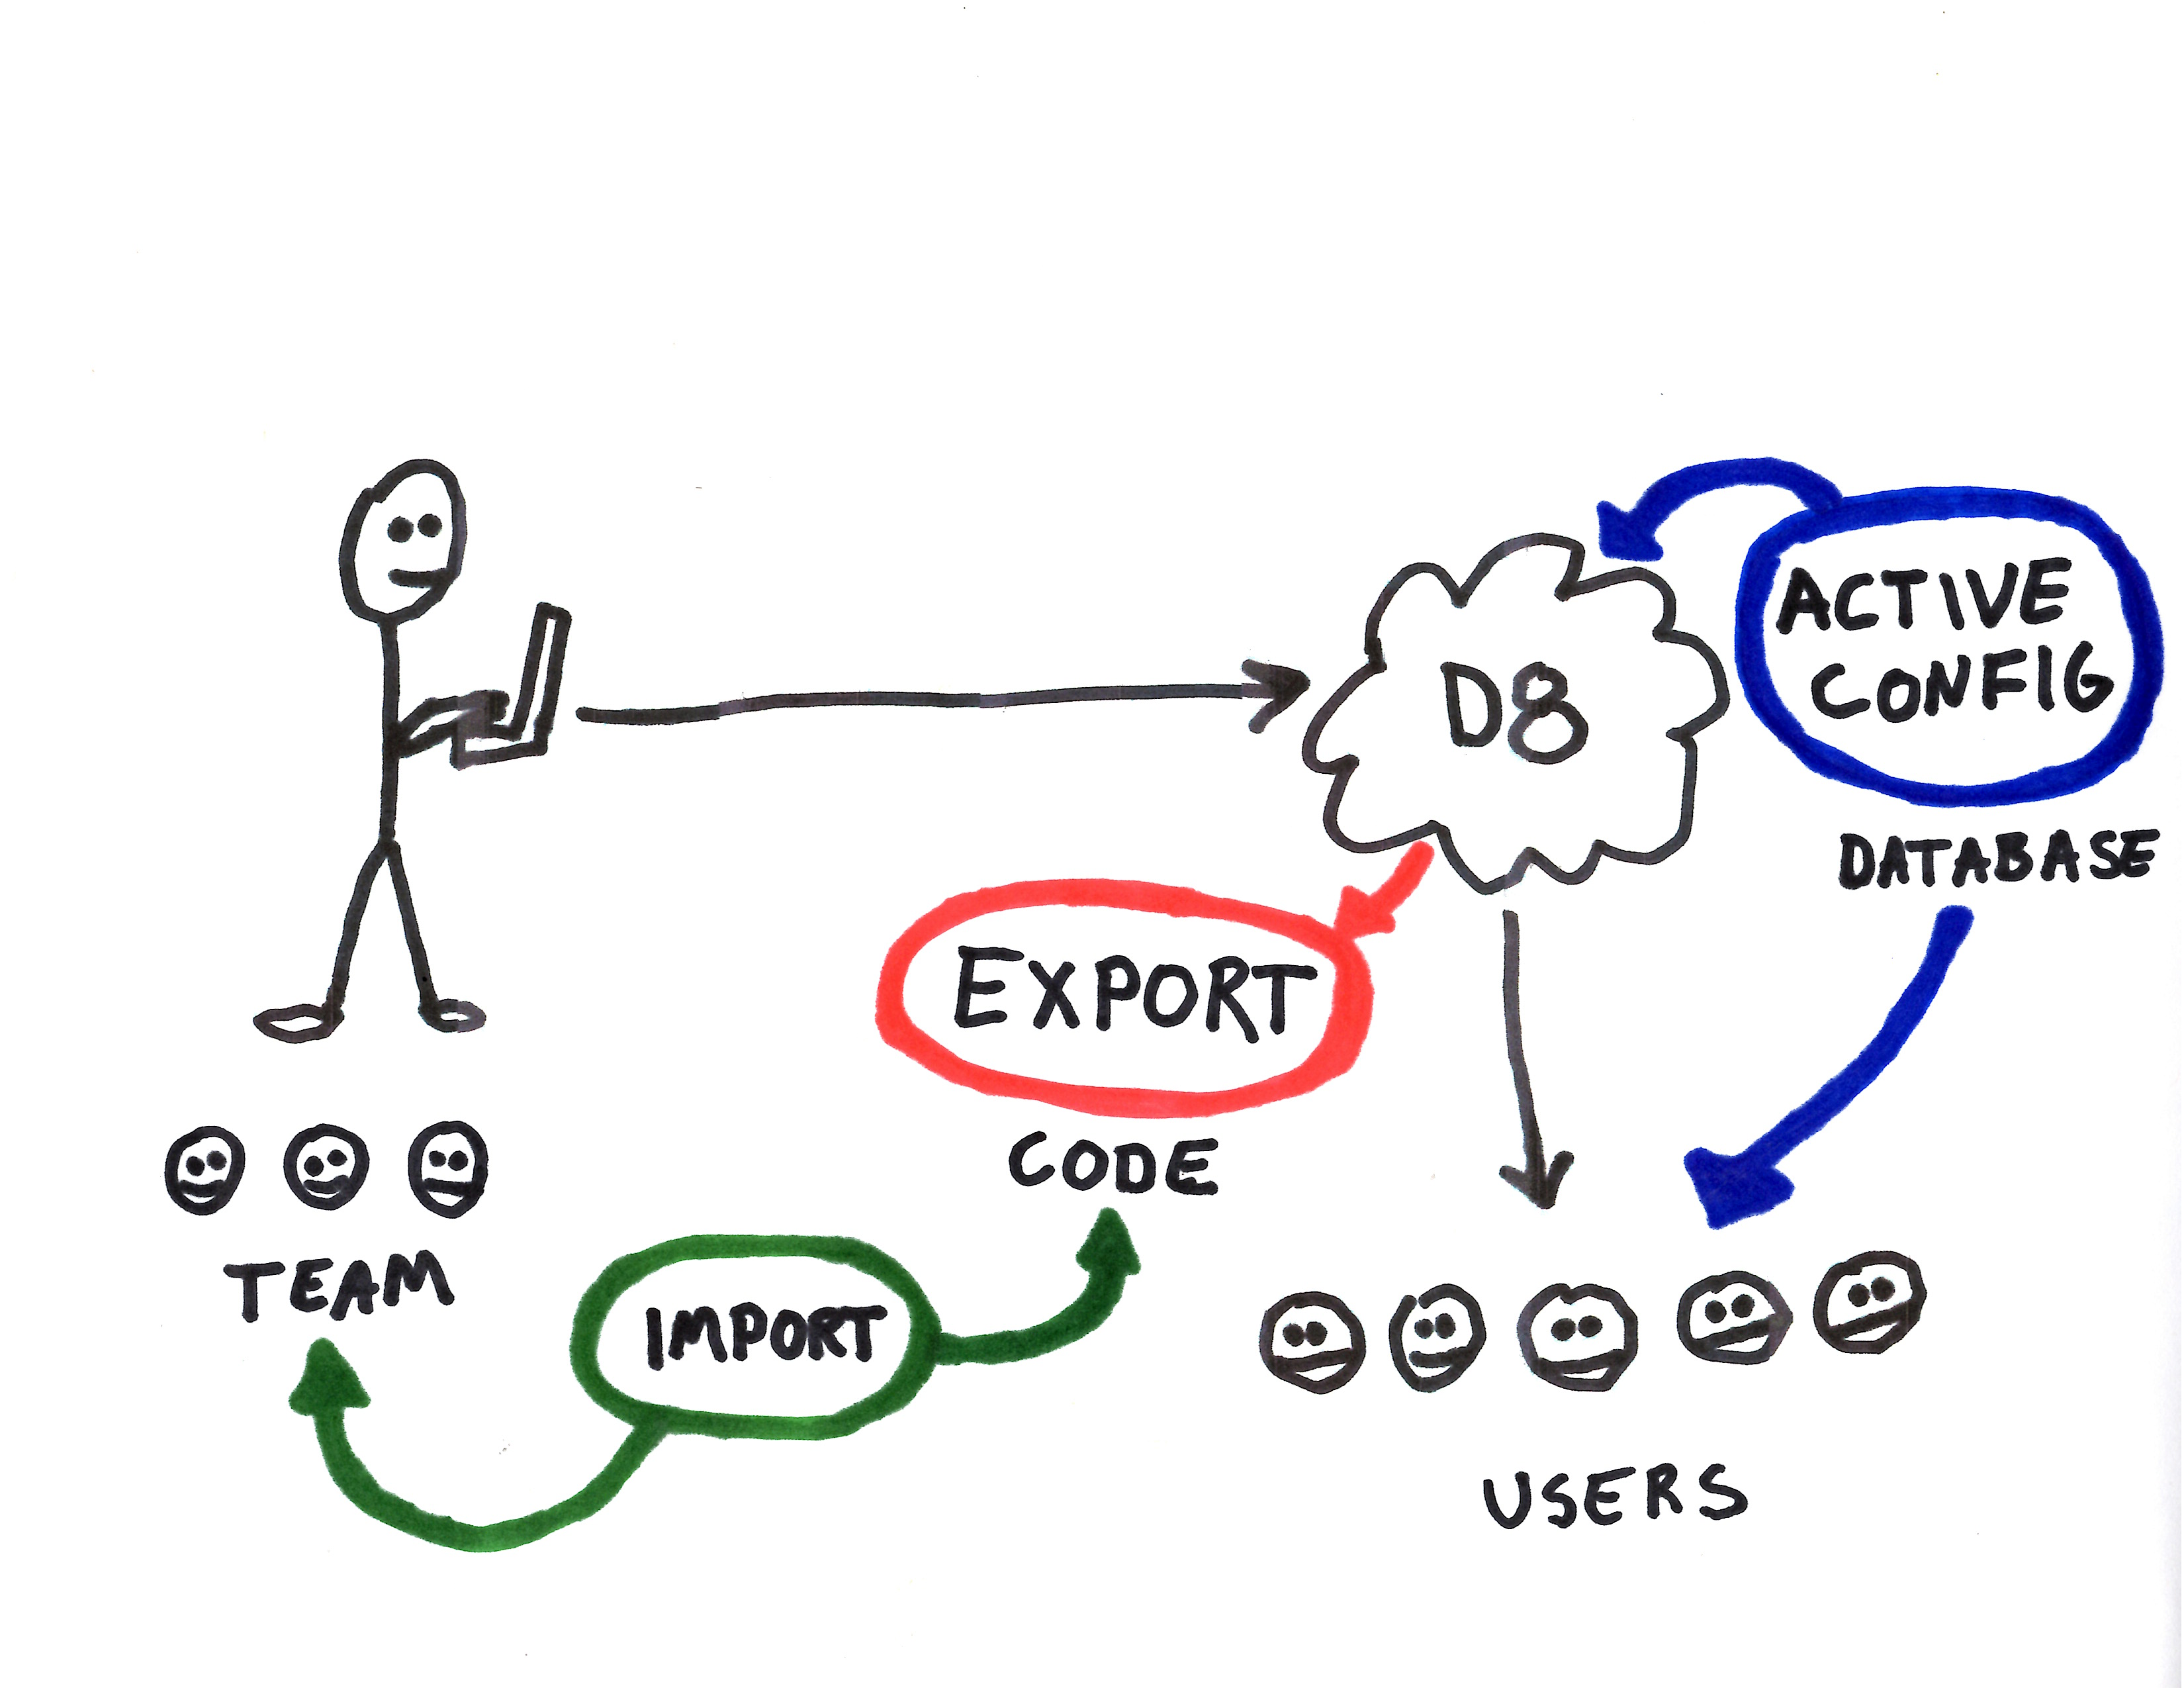 ACTIVE
CONFIG
D8
DATABASE
EXPORT
CODE
TEAM
IMPORT
USERS